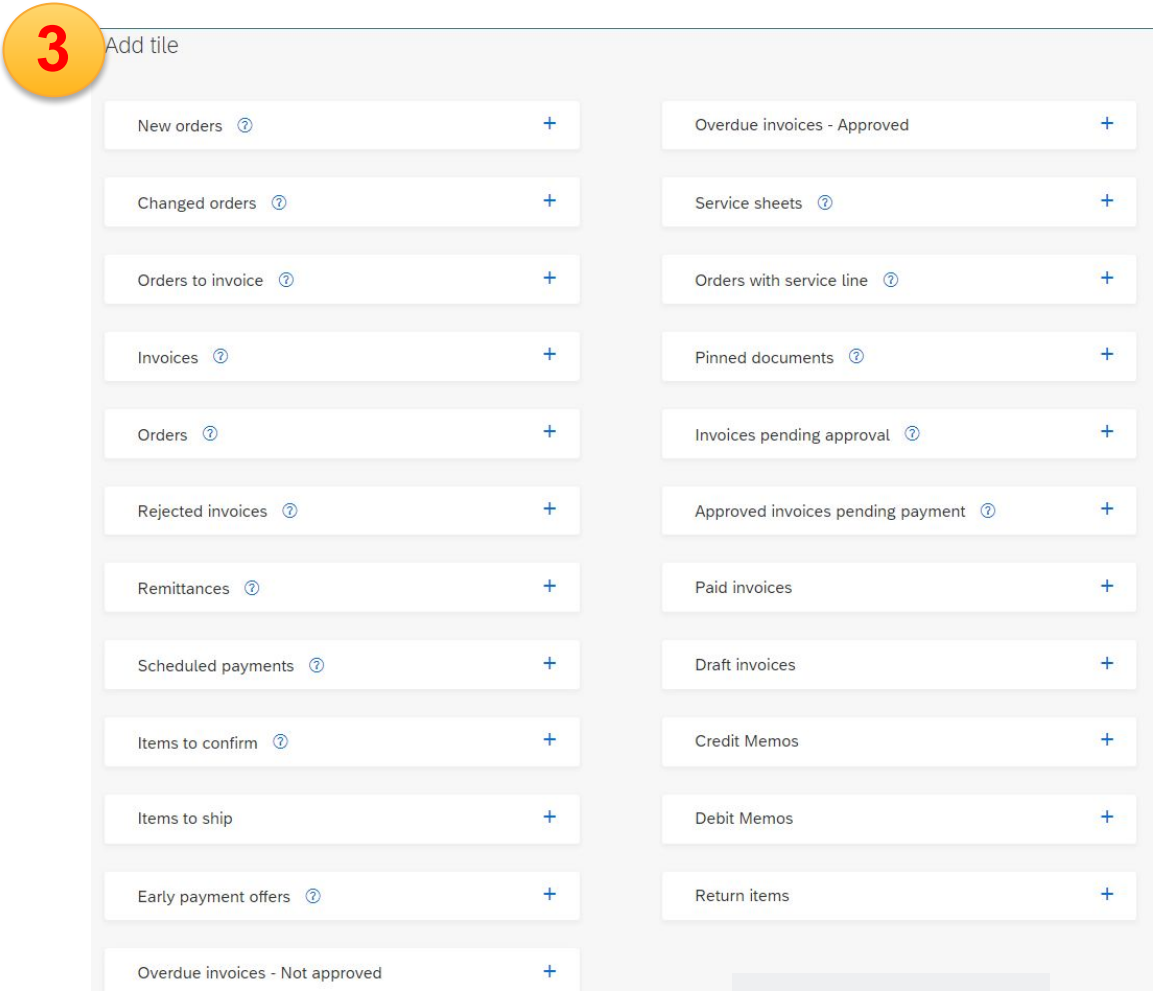 3
Add tile
New orders
Changed orders
Orders to invoice
Invoices
Orders
Rejected invoices
Remittances
Scheduled payments
Items to confirm
Items to ship
Early payment offers
Overdue invoices - Not approved
Overdue invoices - Approved
Service sheets
Orders with service line
Pinned documents
Invoices pending approval
Approved invoices pending payment
Paid invoices
Draft invoices
Credit Memos
Debit Memos
Return items